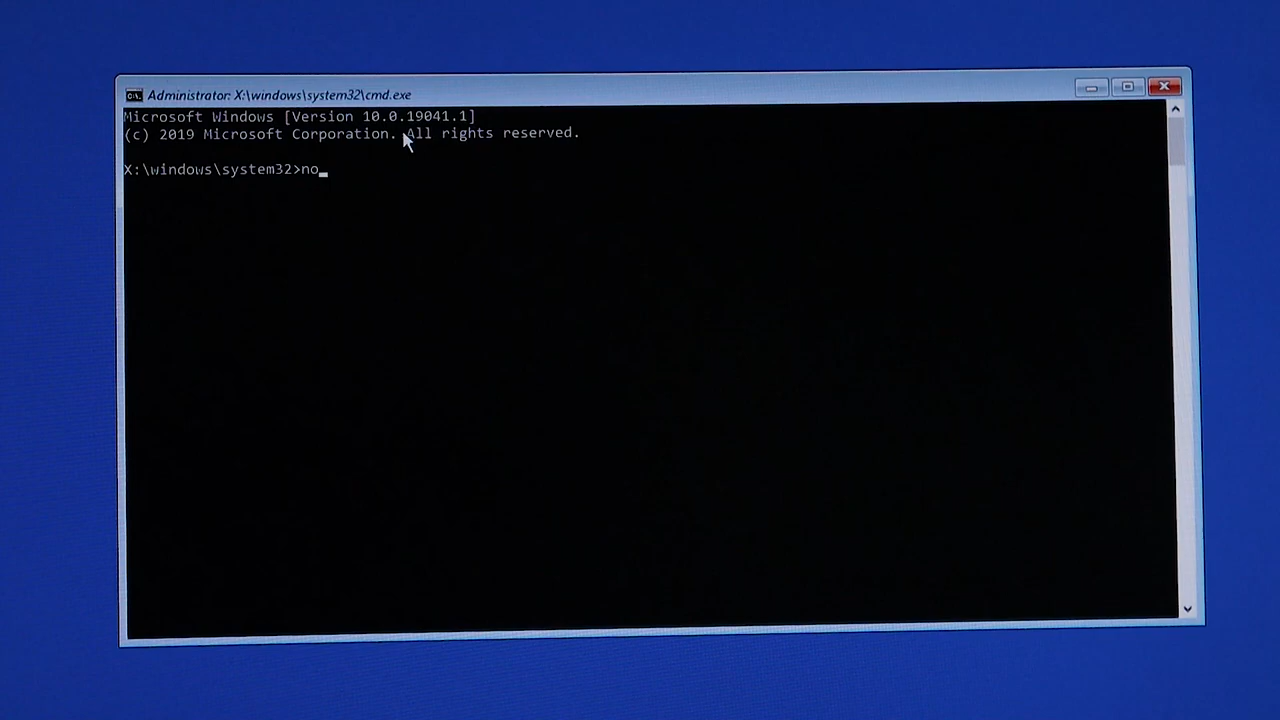 Administrator: X:\windows\system32\cmd.exe
Microsoft Windows [Version 10.0.19041.1]
(c) 2019 Microsoft Corporation. All rights reserved.
X:\windows\system32>no_